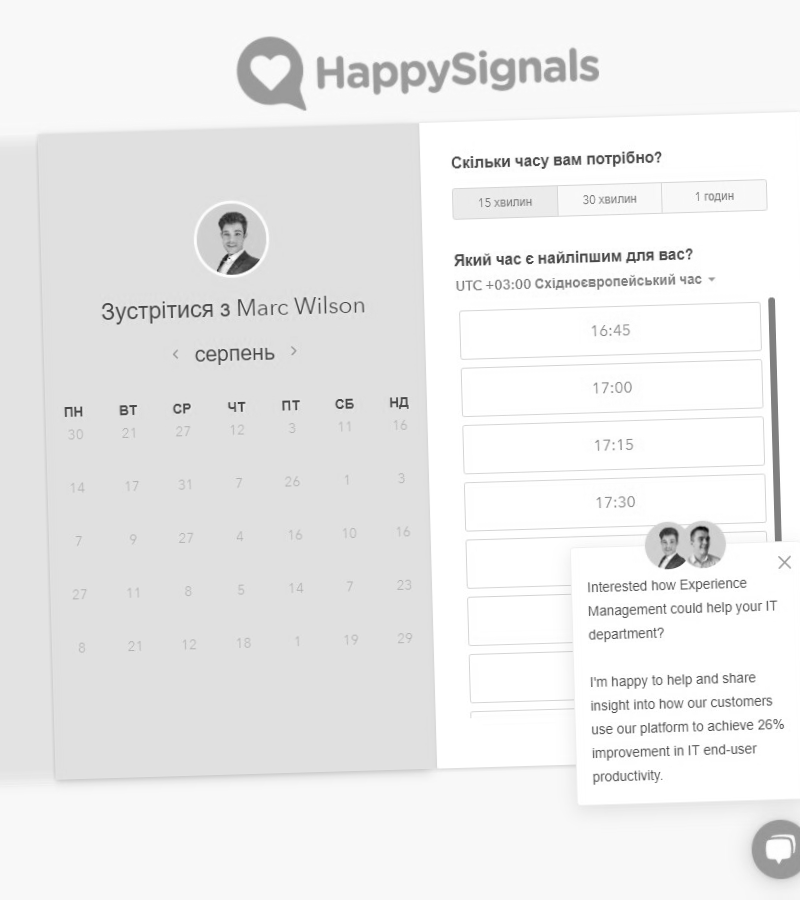 HappySignals
Зустрітися з Marc Wilson
серпень
ПН ВТ СР ЧТ ПТ СБ НД
30 21 27 12 3 11 16
14 17 31 7 26 1 3
7 9 27 4 16 10 16
27 11 8 5 14 7 23
8 21 12 18 1 19 29
Скільки часу вам потрібно?
15 хвилин 30 хвилин 1 годин
Який час є найліпшим для вас?
UTC +03:00 Східноєвропейський час
16:45
17:00
17:15
17:30
Interested how Experience
Management could help your IT
department?
I'm happy to help and share
insight into how our customers
use our platform to achieve 26%
improvement in IT end-user
productivity.